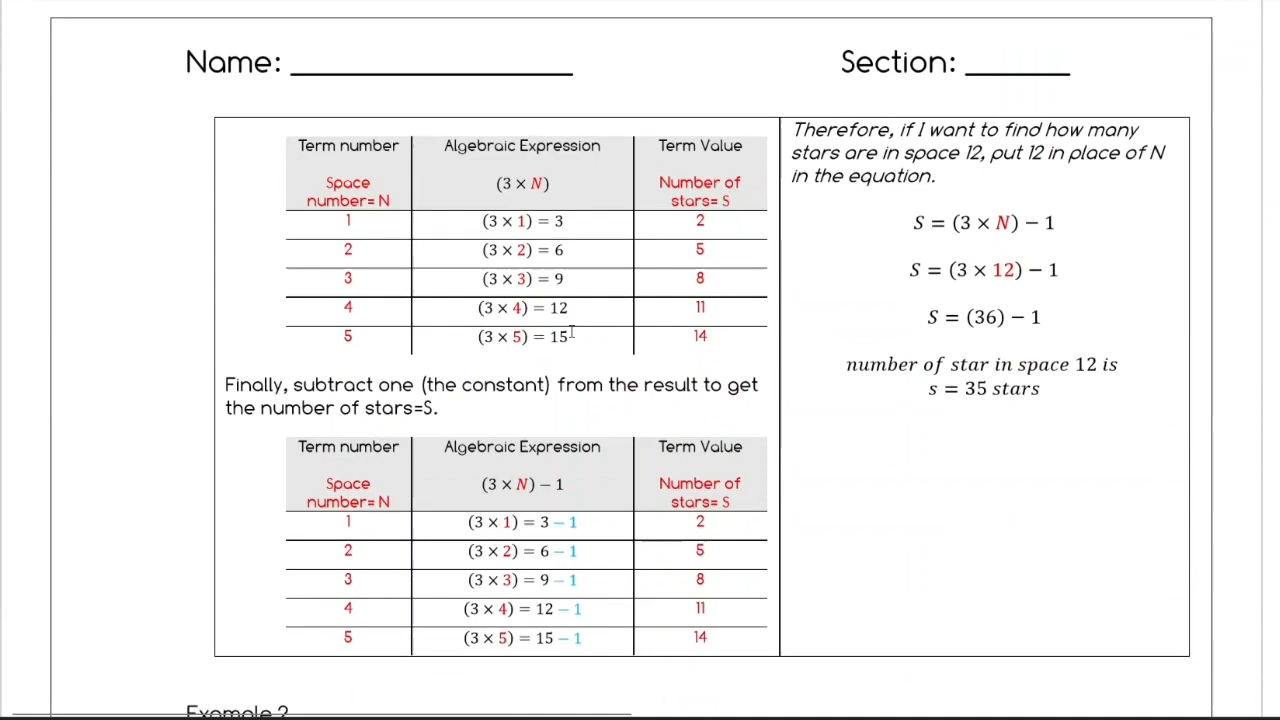 Name: ____________________ Section: _______
Term number Algebraic Expression Term Value
Space (3 × N) Number of
number= N stars= S
1 (3 × 1) = 3 2
2 (3 × 2) = 6 5
3 (3 × 3) = 9 8
4 (3 × 4) = 12 11
5 (3 × 5) = 15 14
Finally, subtract one (the constant) from the result to get
the number of stars=S.
Term number Algebraic Expression Term Value
Space (3 × N) − 1 Number of
number= N stars= S
1 (3 × 1) = 3 − 1 2
2 (3 × 2) = 6 − 1 5
3 (3 × 3) = 9 − 1 8
4 (3 × 4) = 12 − 1 11
5 (3 × 5) = 15 − 1 14
Therefore, if I want to find how many
stars are in space 12, put 12 in place of N
in the equation.
S = (3 × N) − 1
S = (3 × 12) − 1
S = (36) − 1
number of star in space 12 is
s = 35 stars
Example 2